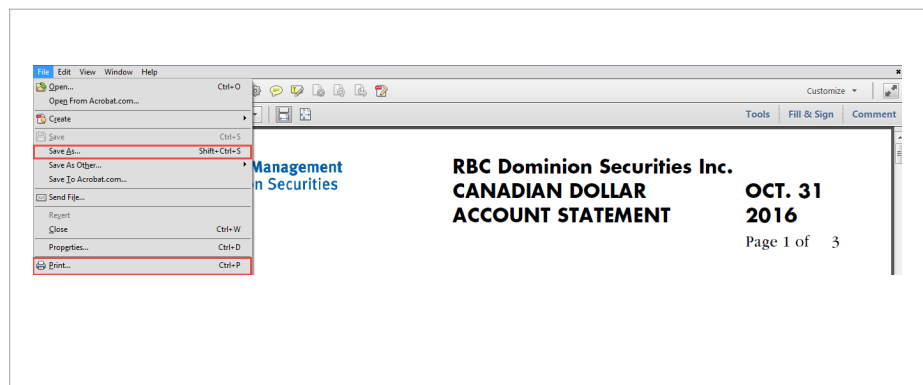 File Edit View Window Help
Open... Ctrl+O
Open From Acrobat.com...
Create
Save Ctrl+S
Save As... Shift+Ctrl+S
Save As Other...
Save To Acrobat.com...
Send File...
Revert
Close Ctrl+W
Properties... Ctrl+D
Print... Ctrl+P
Customize
Tools Fill & Sign Comment
Management
n Securities
RBC Dominion Securities Inc.
CANADIAN DOLLAR OCT. 31
ACCOUNT STATEMENT 2016
Page 1 of 3